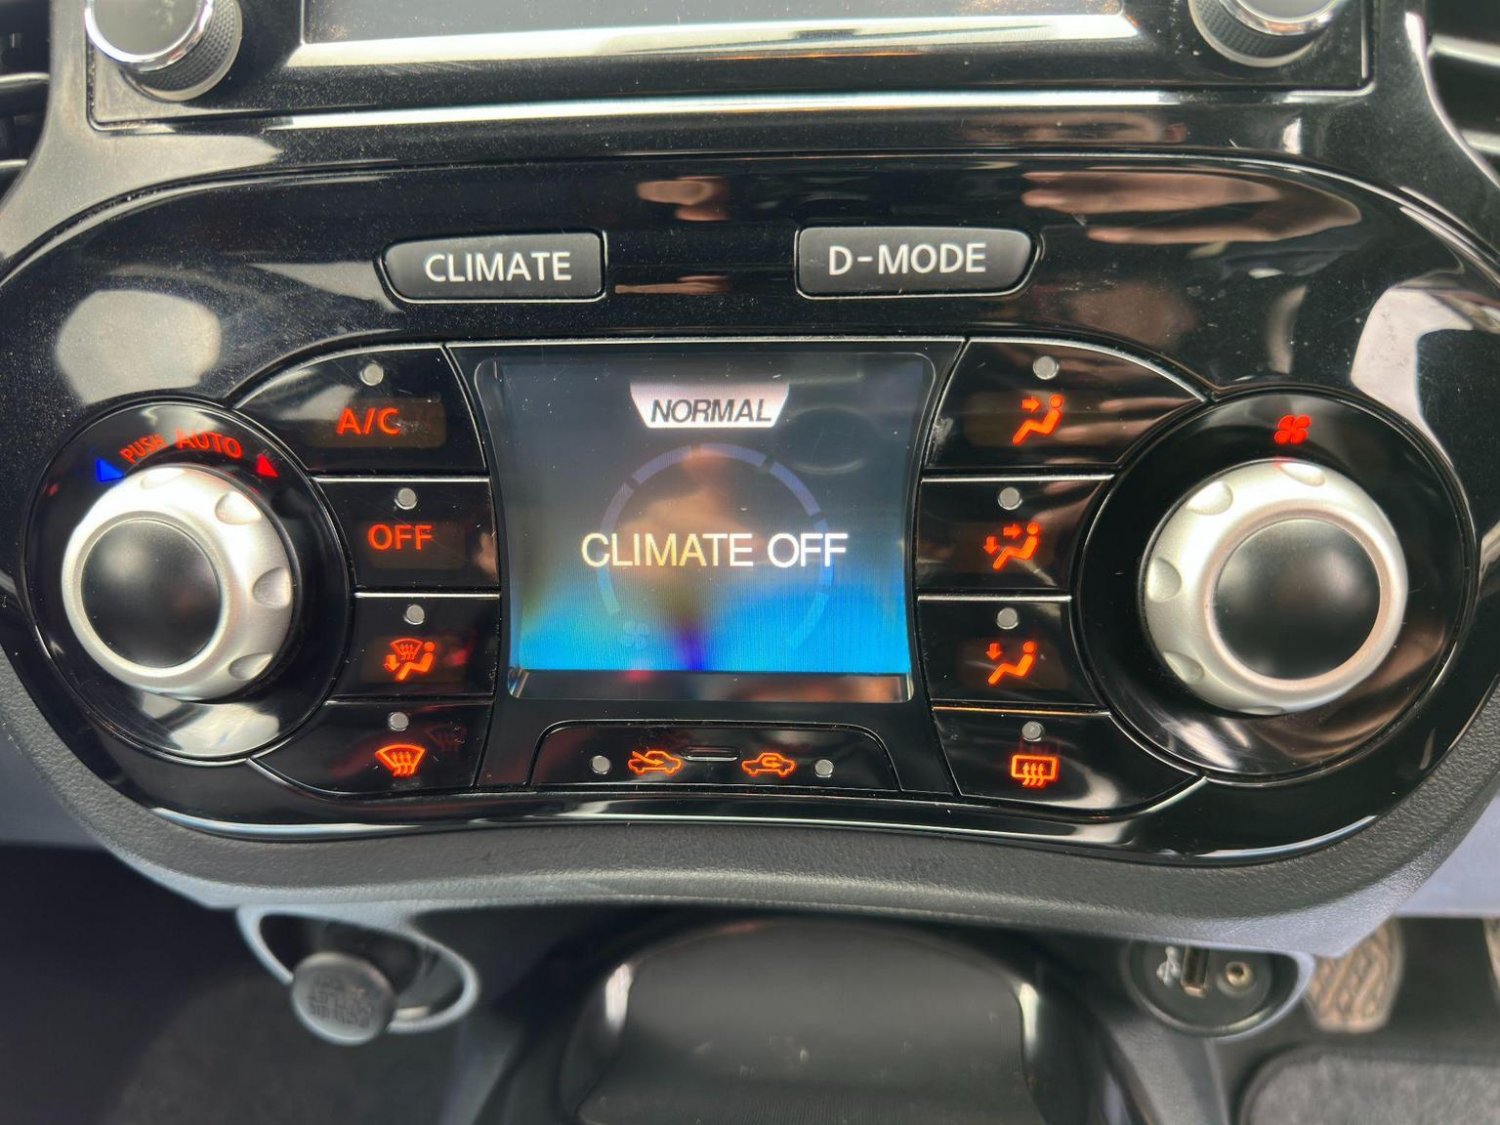 CLIMATE
D-MODE
PUSH AUTO
A/C
NORMAL
OFF
CLIMATE OFF